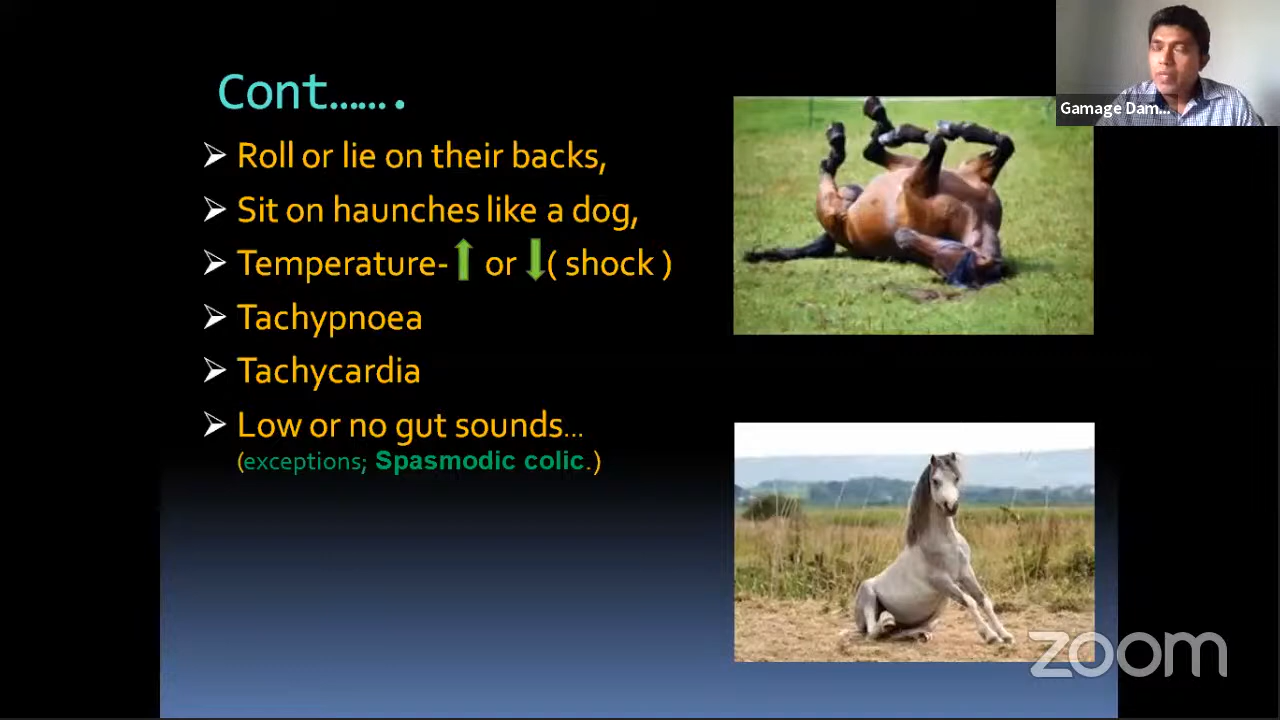 Cont…….
Roll or lie on their backs,
Sit on haunches like a dog,
Temperature- or ( shock )
Tachypnoea
Tachycardia
Low or no gut sounds…
(exceptions; Spasmodic colic.)
Gamage Dam...
zoom